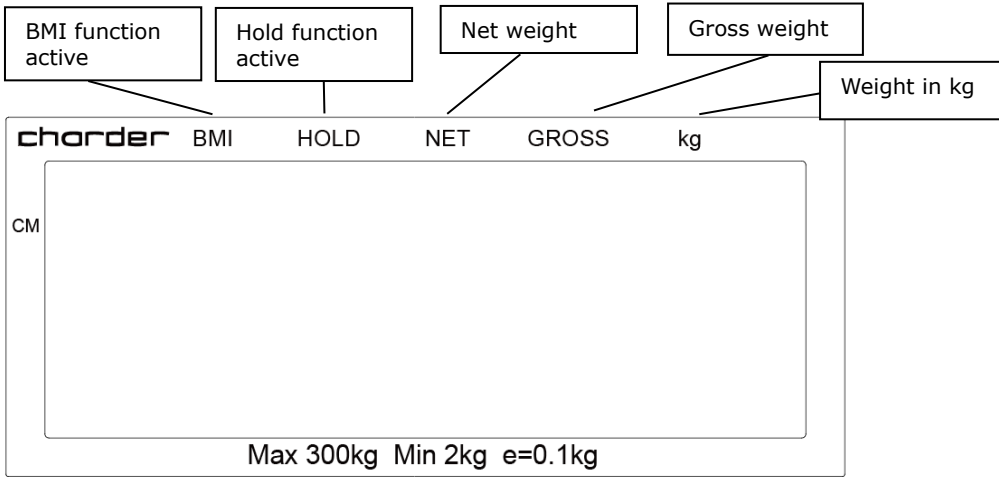 BMI function
active
Hold function
active
Net weight
Gross weight
Weight in kg
charder BMI HOLD NET GROSS kg
CM
Max 300kg Min 2kg e=0.1kg